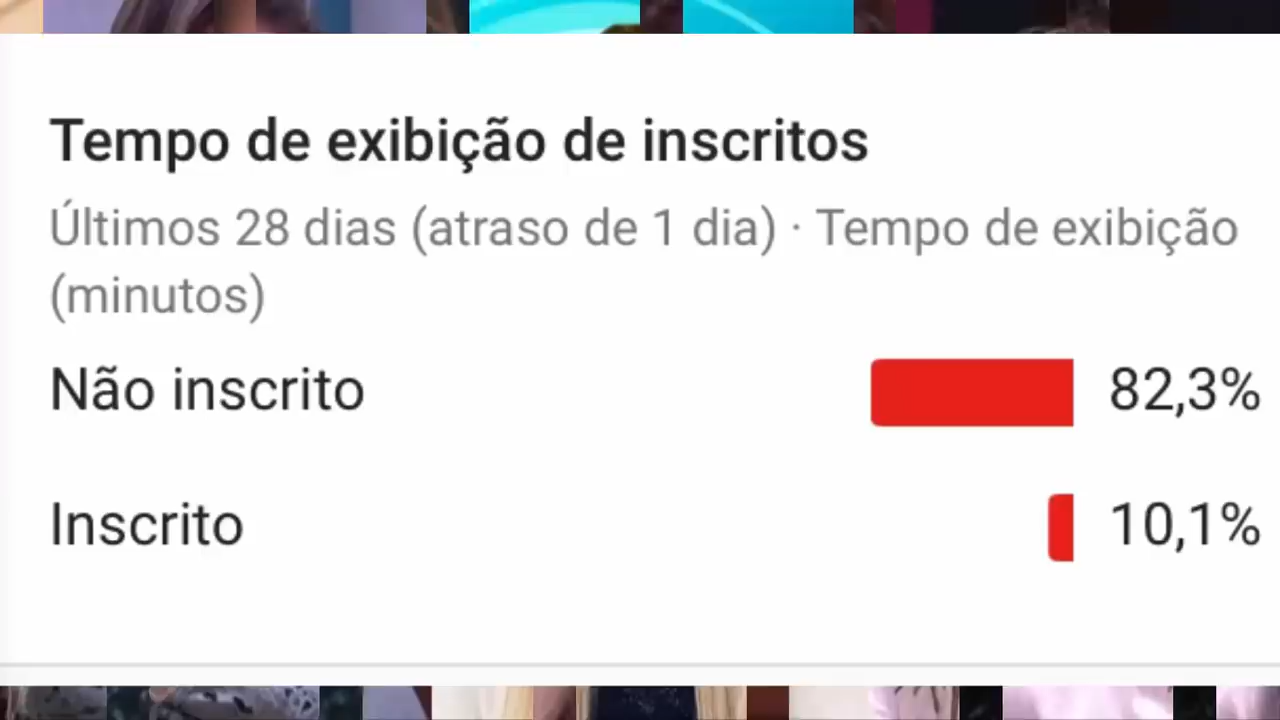 Tempo de exibição de inscritos
Últimos 28 dias (atraso de 1 dia) · Tempo de exibição
(minutos)
Não inscrito 82,3%
Inscrito 10,1%